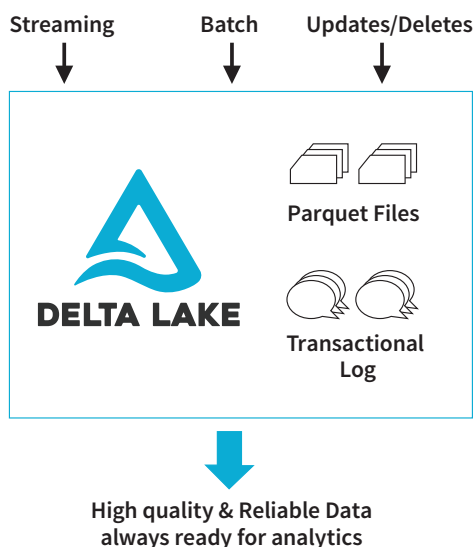 Streaming Batch Updates/Deletes
Parquet Files
DELTA LAKE
Transactional
Log
High quality & Reliable Data
always ready for analytics